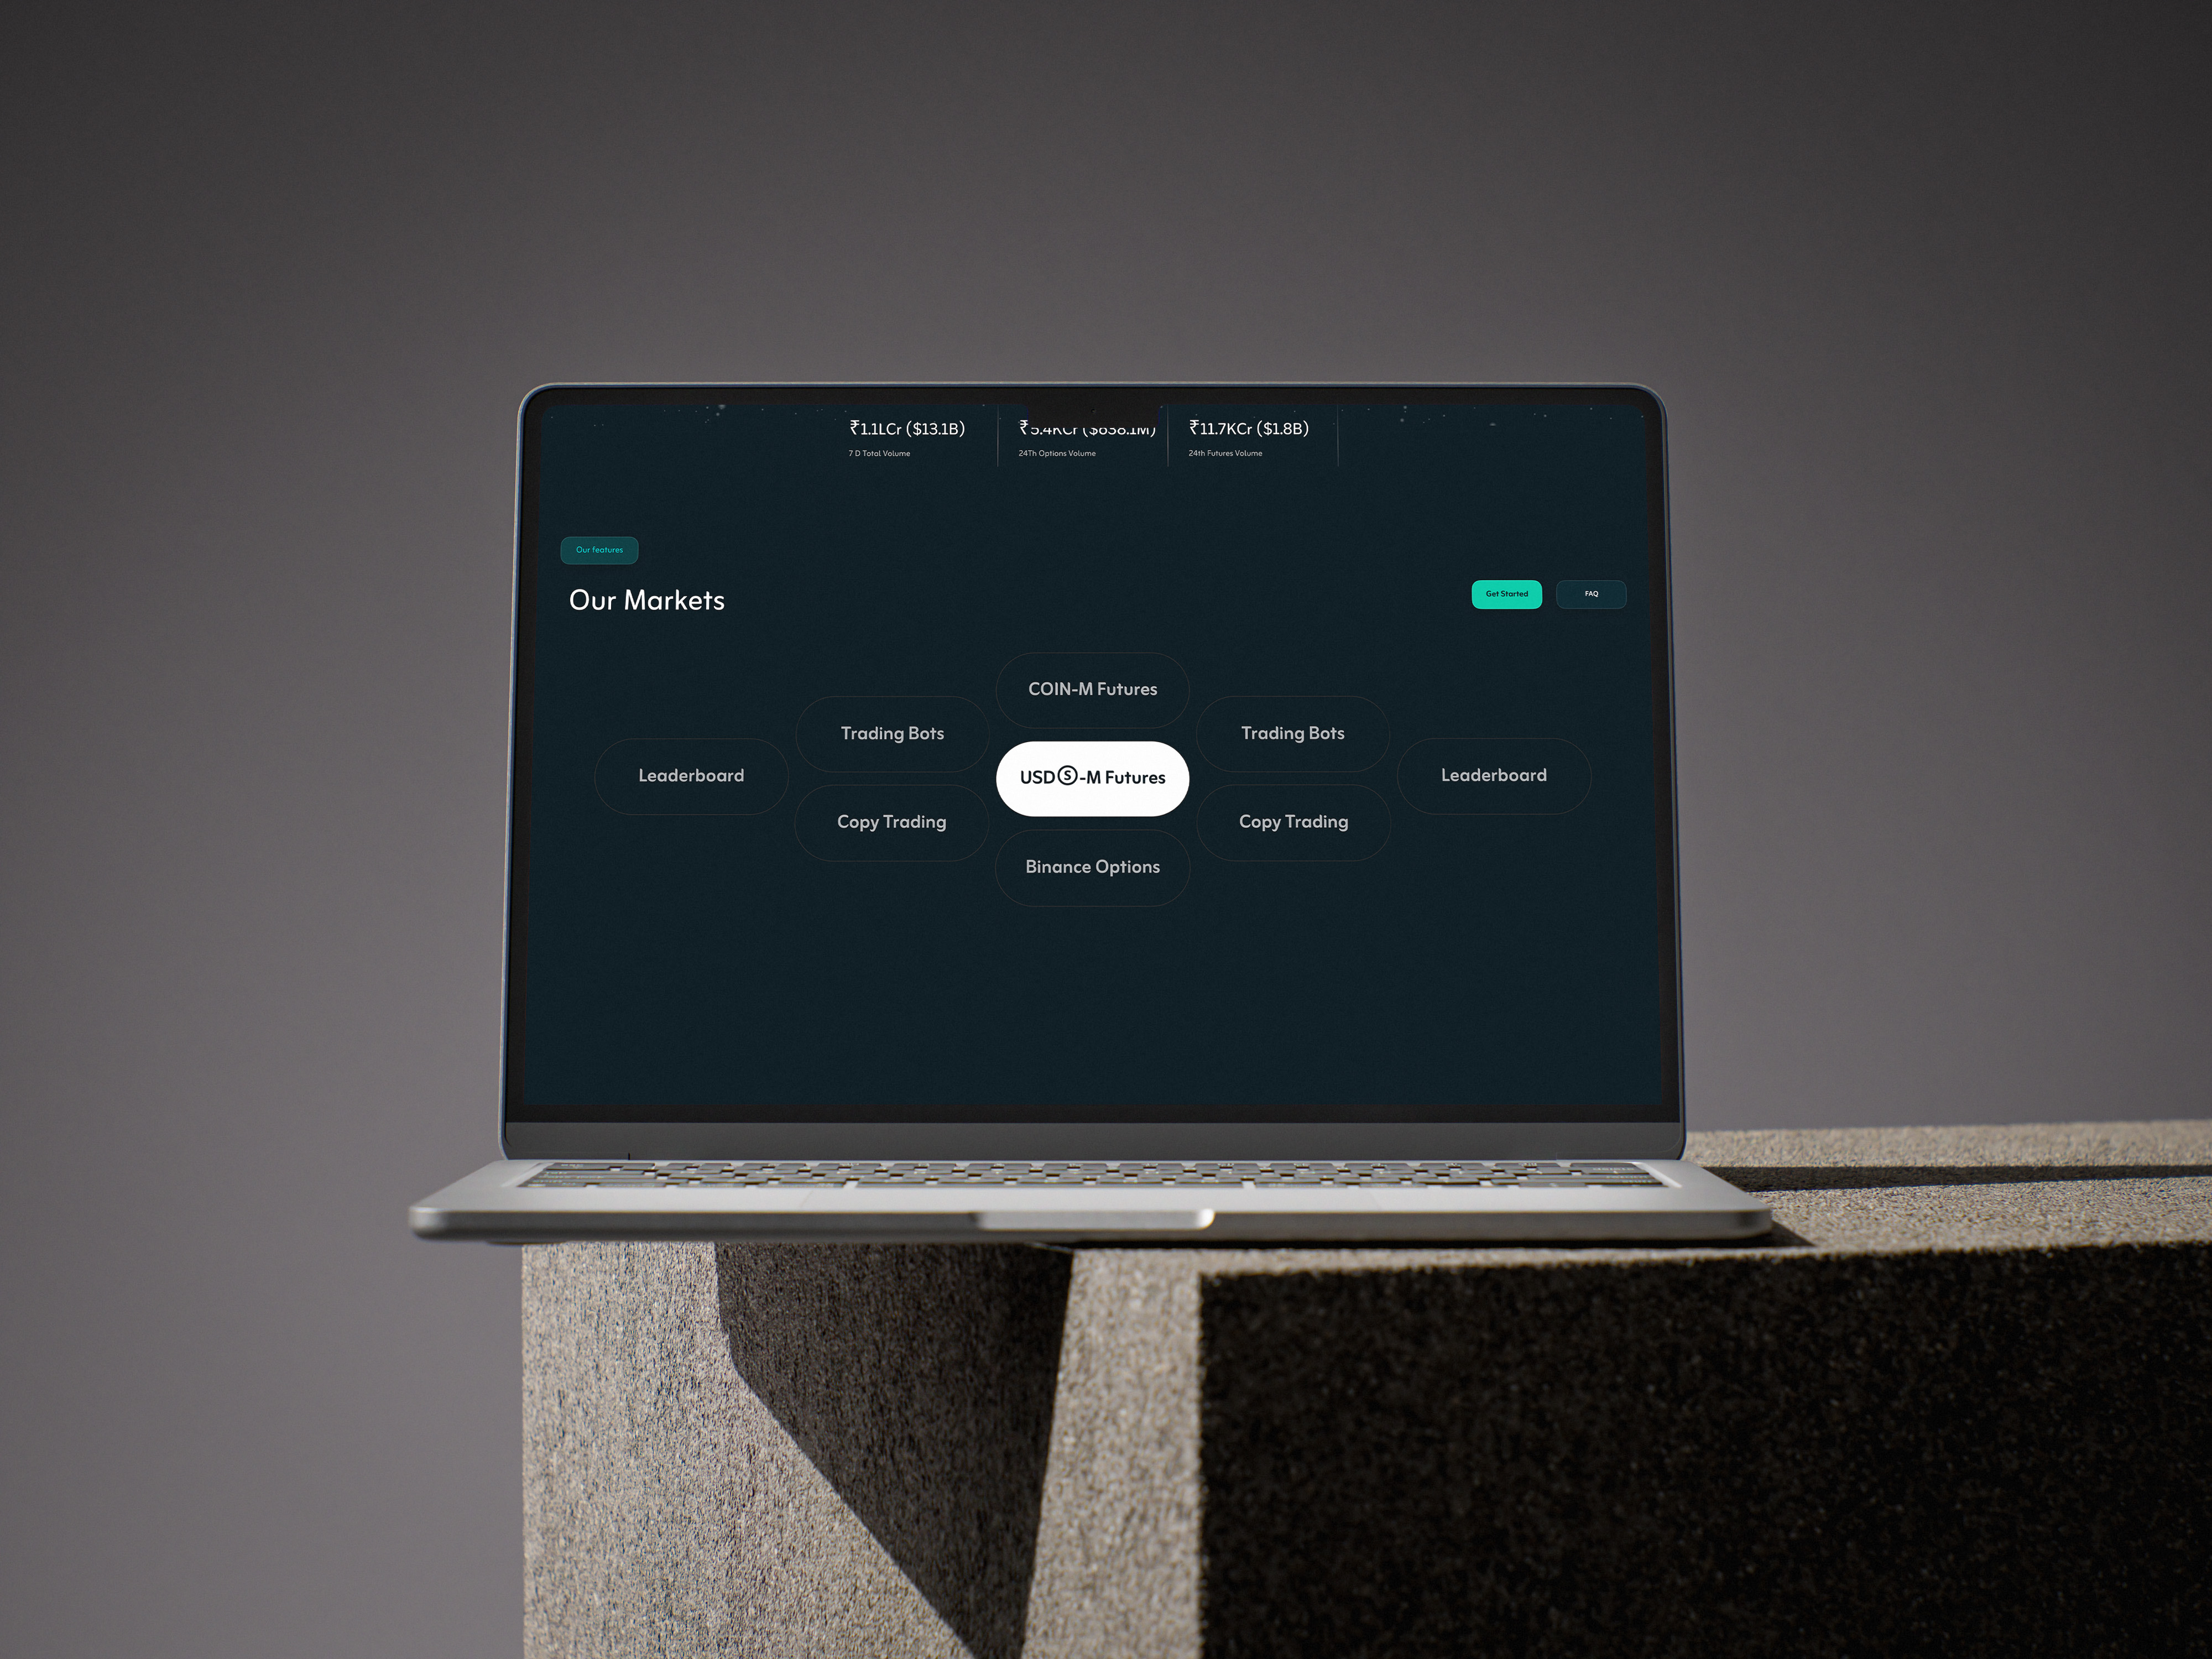 ₹1.1LCr ($13.1B)
₹5.4KCr ($638.1M)
₹11.7KCr ($1.8B)
7 D Total Volume
24Th Options Volume
24th Futures Volume
Our features
Our Markets
Get Started
FAQ
COIN-M Futures
Trading Bots
Trading Bots
Leaderboard
USDⓈ-M Futures
Leaderboard
Copy Trading
Copy Trading
Binance Options